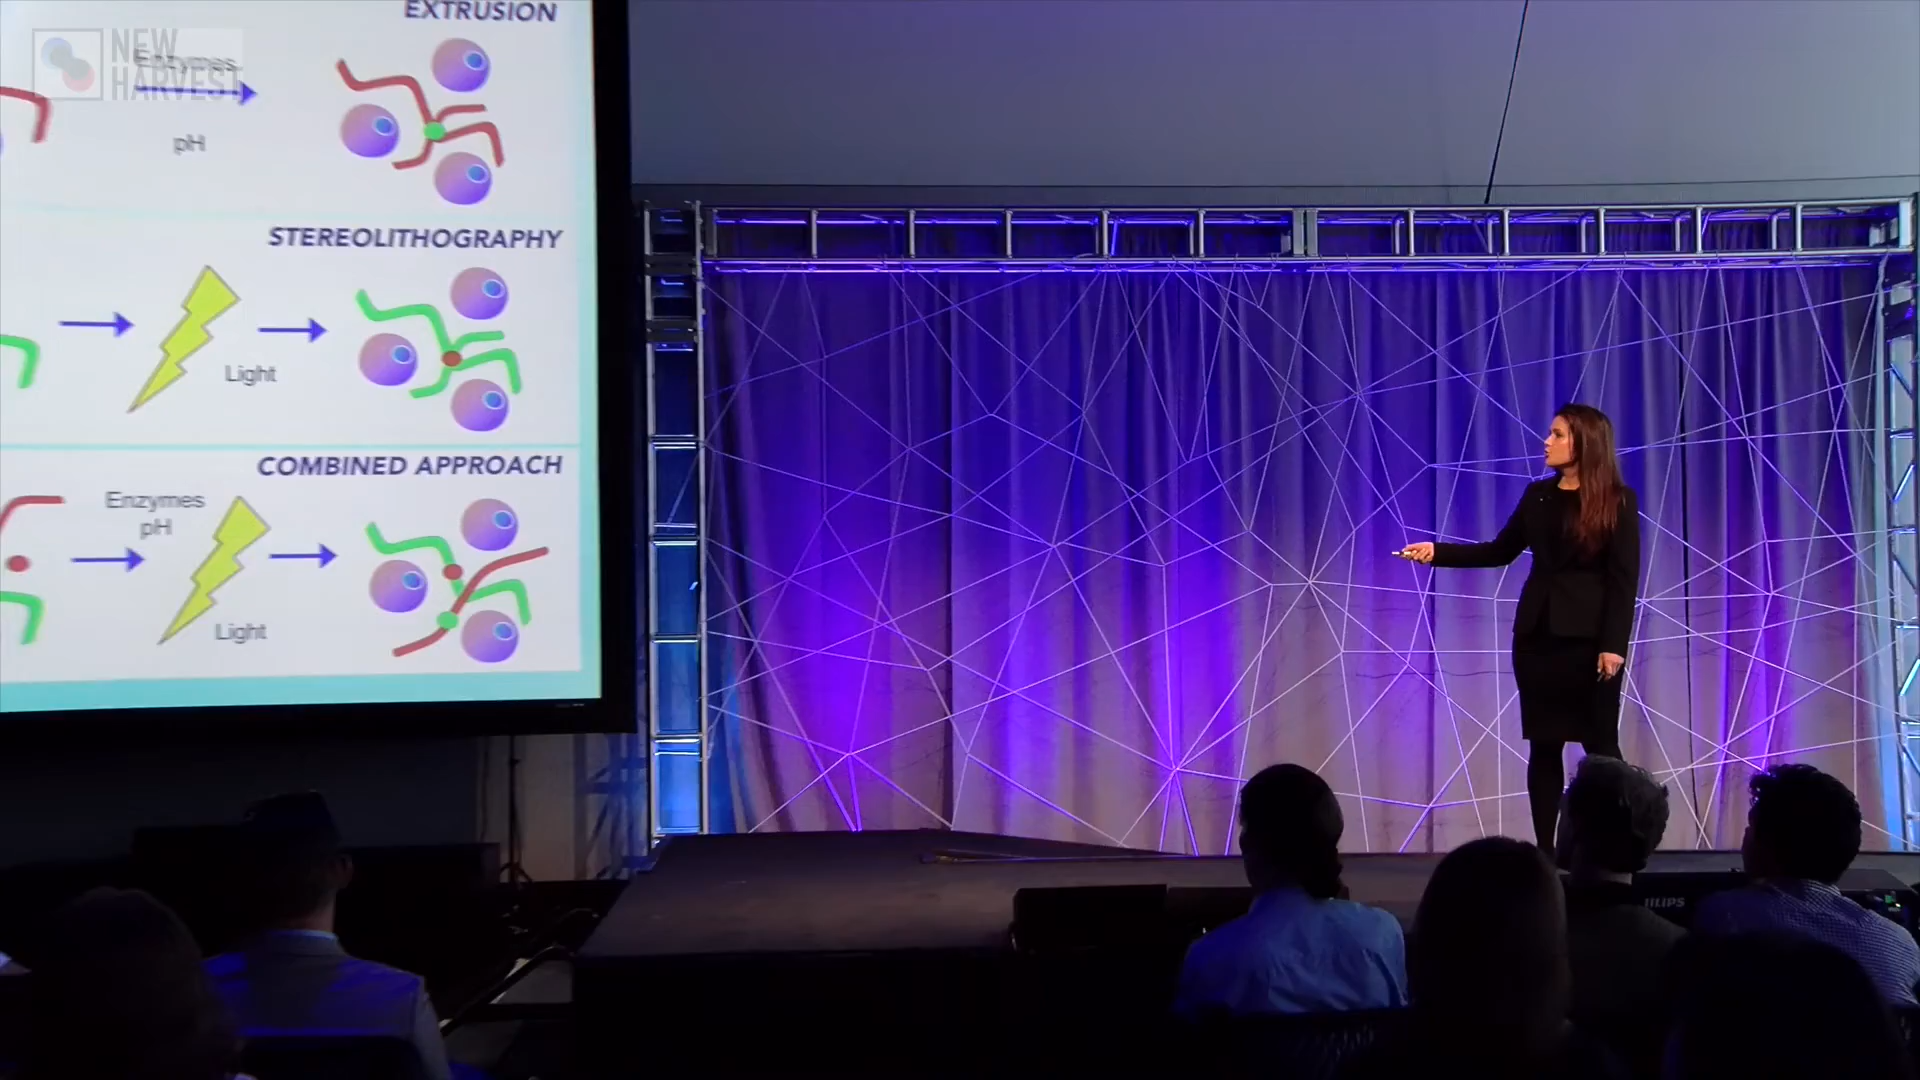 NEW
HARVEST
EXTRUSION
Enzymes
pH
STEREOLITHOGRAPHY
Light
COMBINED APPROACH
Enzymes
pH
Light